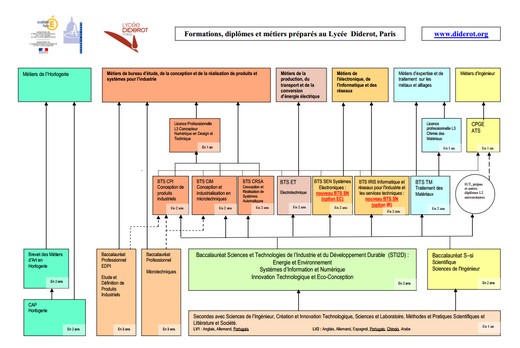 LYCÉE
DIDEROT
Formations, diplômes et métiers préparés au Lycée Diderot, Paris
www.diderot.org
Métiers de l'Horlogerie
Métiers de bureau d'étude, de la conception et de la réalisation de produits et
systèmes pour l'industrie
Métiers de la
production, du
transport et de la
conversion
d'énergie électrique
Métiers de
l'électronique, de
l'informatique et des
réseaux
Métiers d'expertise et de
traitement sur les
métaux et alliages
Métiers d'Ingénieur
Licence Professionnelle
L3 Concepteur
Numérique en Design et
Technique
En 1 an
Licence
professionnelle L3
Chimie des
Matériaux
En 1 an
CPGE
ATS
En 1 an
BTS CPI
Conception de
produits
industriels
En 2 ans
BTS CIM
Conception et
industrialisation en
microtechniques
En 2 ans
BTS CRSA
Conception et
Réalisation de
Systèmes
Automatiques
En 2 ans
BTS ET
Electrotechnique
En 2 ans
BTS SEN Systèmes
Electroniques :
nouveau BTS SN
(option EC)
En 2 ans
BTS IRIS Informatique et
réseaux pour l'industrie et
les services techniques :
nouveau BTS SN
(option IR)
En 2 ans
BTS TM
Traitement des
Matériaux
En 2 ans
IUT, prépas
et autres
universitaires
Brevet des Métiers
d'Art en
Horlogerie
En 2 ans
Baccalauréat
Professionnel
EDPI
Etude et
Définition de
Produits
Industriels
En 3 ans
Baccalauréat
Professionnel
Microtechniques
En 3 ans
Baccalauréat Sciences et Technologies de l'Industrie et du Développement Durable (STI2D) :
Energie et Environnement
Systèmes d'Information et Numérique
Innovation Technologique et Eco-Conception
En 2 ans
Baccalauréat S-si
Scientifique
Sciences de l'Ingénieur
En 2 ans
CAP
Horlogerie
En 2 ans
Secondes avec Sciences de l'Ingénieur, Création et Innovation Technologique, Sciences et Laboratoire, Méthodes et Pratiques Scientifiques et
Littérature et Société.
LV1 : Anglais, Allemand, Portugais. LV2 : Anglais, Allemand, Espagnol, Portugais, Chinois, Arabe
En 1 an